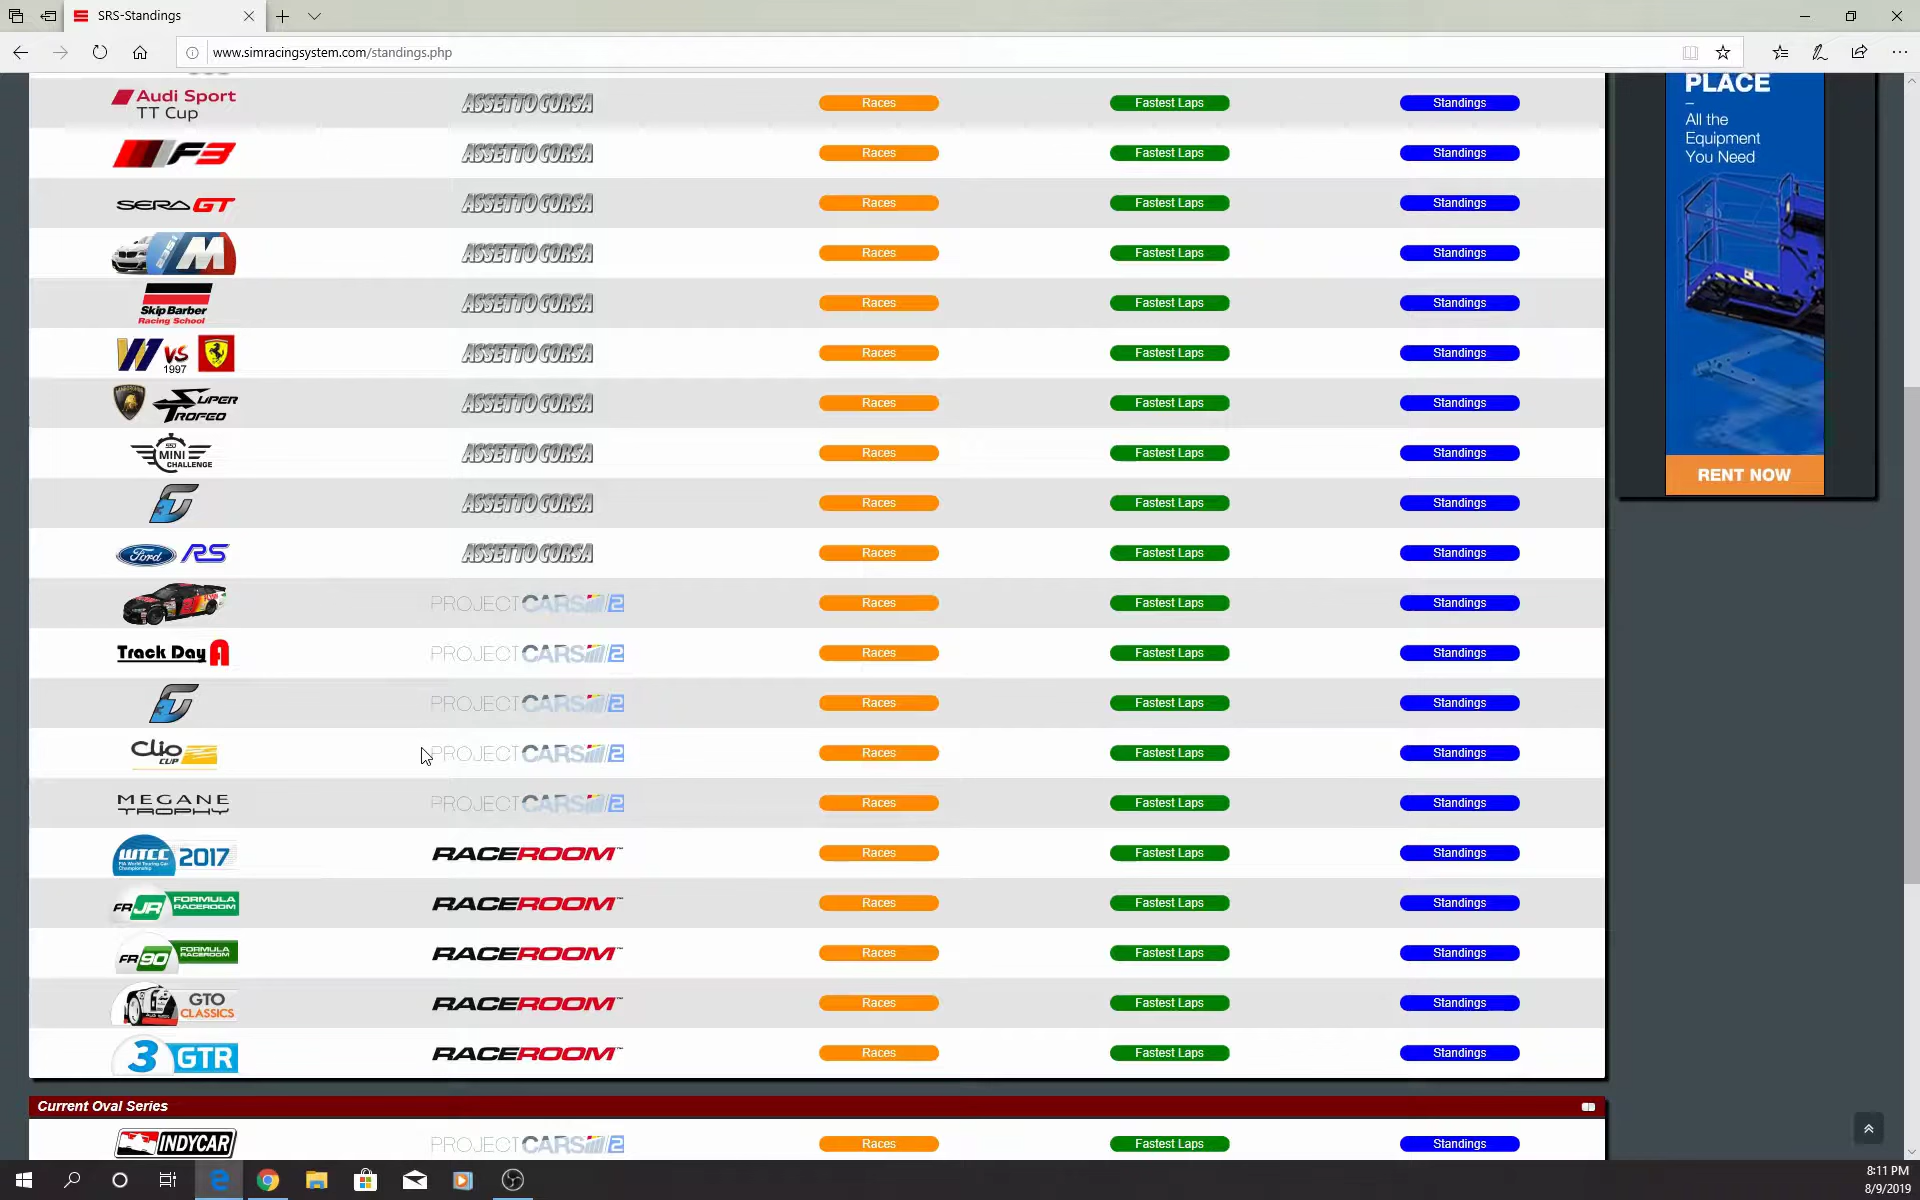 SRS-Standings
www.simracingsystem.com/standings.php
Audi Sport
TT Cup
ASSETTO CORSA
Races
Fastest Laps
Standings
F3
ASSETTO CORSA
Races
Fastest Laps
Standings
SERA GT
ASSETTO CORSA
Races
Fastest Laps
Standings
235i M
ASSETTO CORSA
Races
Fastest Laps
Standings
Skip Barber
Racing School
ASSETTO CORSA
Races
Fastest Laps
Standings
VS
1997
ASSETTO CORSA
Races
Fastest Laps
Standings
SUPER
TROFEO
ASSETTO CORSA
Races
Fastest Laps
Standings
MINI
CHALLENGE
ASSETTO CORSA
Races
Fastest Laps
Standings
ASSETTO CORSA
Races
Fastest Laps
Standings
Ford RS
ASSETTO CORSA
Races
Fastest Laps
Standings
PROJECT CARS 2
Races
Fastest Laps
Standings
Track Day A
PROJECT CARS 2
Races
Fastest Laps
Standings
PROJECT CARS 2
Races
Fastest Laps
Standings
Clio
CUP
PROJECT CARS 2
Races
Fastest Laps
Standings
MEGANE
TROPHY
PROJECT CARS 2
Races
Fastest Laps
Standings
WTCC 2017
RACEROOM™
Races
Fastest Laps
Standings
FR JR FORMULA
RACEROOM
RACEROOM™
Races
Fastest Laps
Standings
FR 90 FORMULA
RACEROOM
RACEROOM™
Races
Fastest Laps
Standings
GTO
CLASSICS
RACEROOM™
Races
Fastest Laps
Standings
3 GTR
RACEROOM™
Races
Fastest Laps
Standings
Current Oval Series
INDYCAR
PROJECT CARS 2
Races
Fastest Laps
Standings
PLACE
–
All the
Equipment
You Need
RENT NOW
8:11 PM
8/9/2019